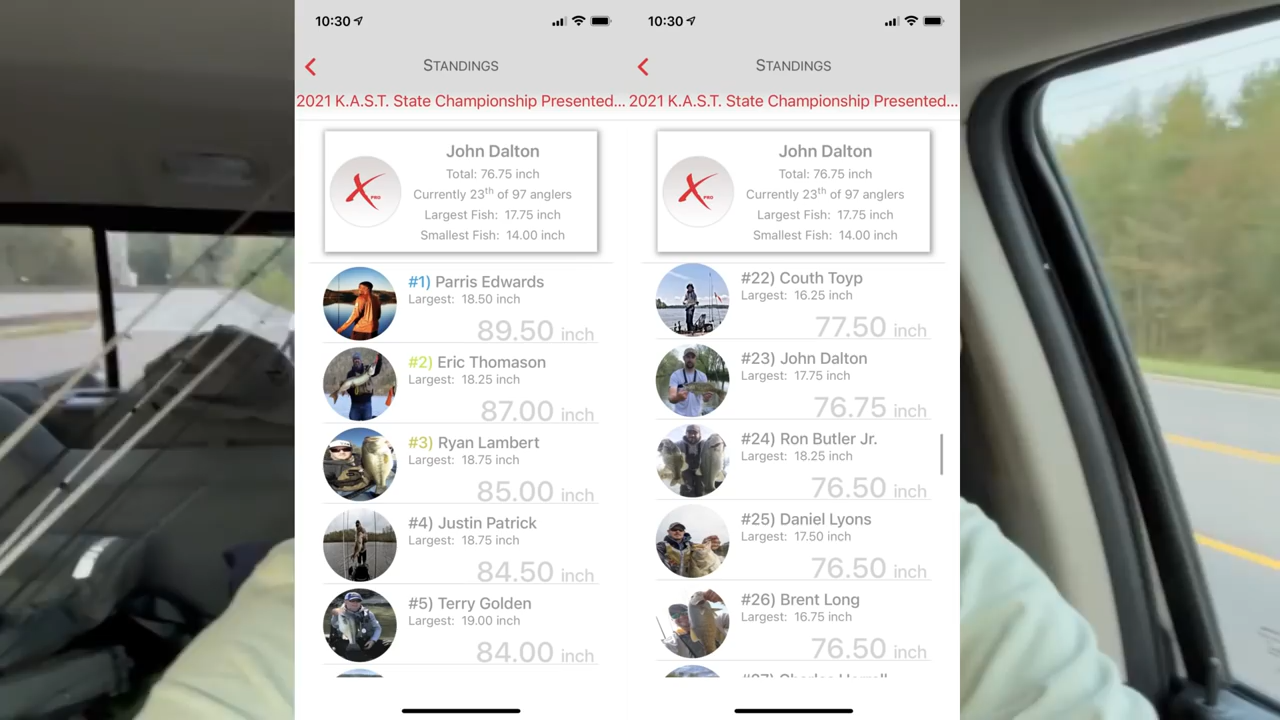 10:30
STANDINGS
2021 K.A.S.T. State Championship Presented...
John Dalton
Total: 76.75 inch
Currently 23th of 97 anglers
Largest Fish: 17.75 inch
Smallest Fish: 14.00 inch
X PRO
#1) Parris Edwards
Largest: 18.50 inch
89.50 inch
#2) Eric Thomason
Largest: 18.25 inch
87.00 inch
#3) Ryan Lambert
Largest: 18.75 inch
85.00 inch
#4) Justin Patrick
Largest: 18.75 inch
84.50 inch
#5) Terry Golden
Largest: 19.00 inch
84.00 inch
10:30
STANDINGS
2021 K.A.S.T. State Championship Presented...
John Dalton
Total: 76.75 inch
Currently 23th of 97 anglers
Largest Fish: 17.75 inch
Smallest Fish: 14.00 inch
X PRO
#22) Couth Toyp
Largest: 16.25 inch
77.50 inch
#23) John Dalton
Largest: 17.75 inch
76.75 inch
#24) Ron Butler Jr.
Largest: 18.25 inch
76.50 inch
#25) Daniel Lyons
Largest: 17.50 inch
76.50 inch
#26) Brent Long
Largest: 16.75 inch
76.50 inch